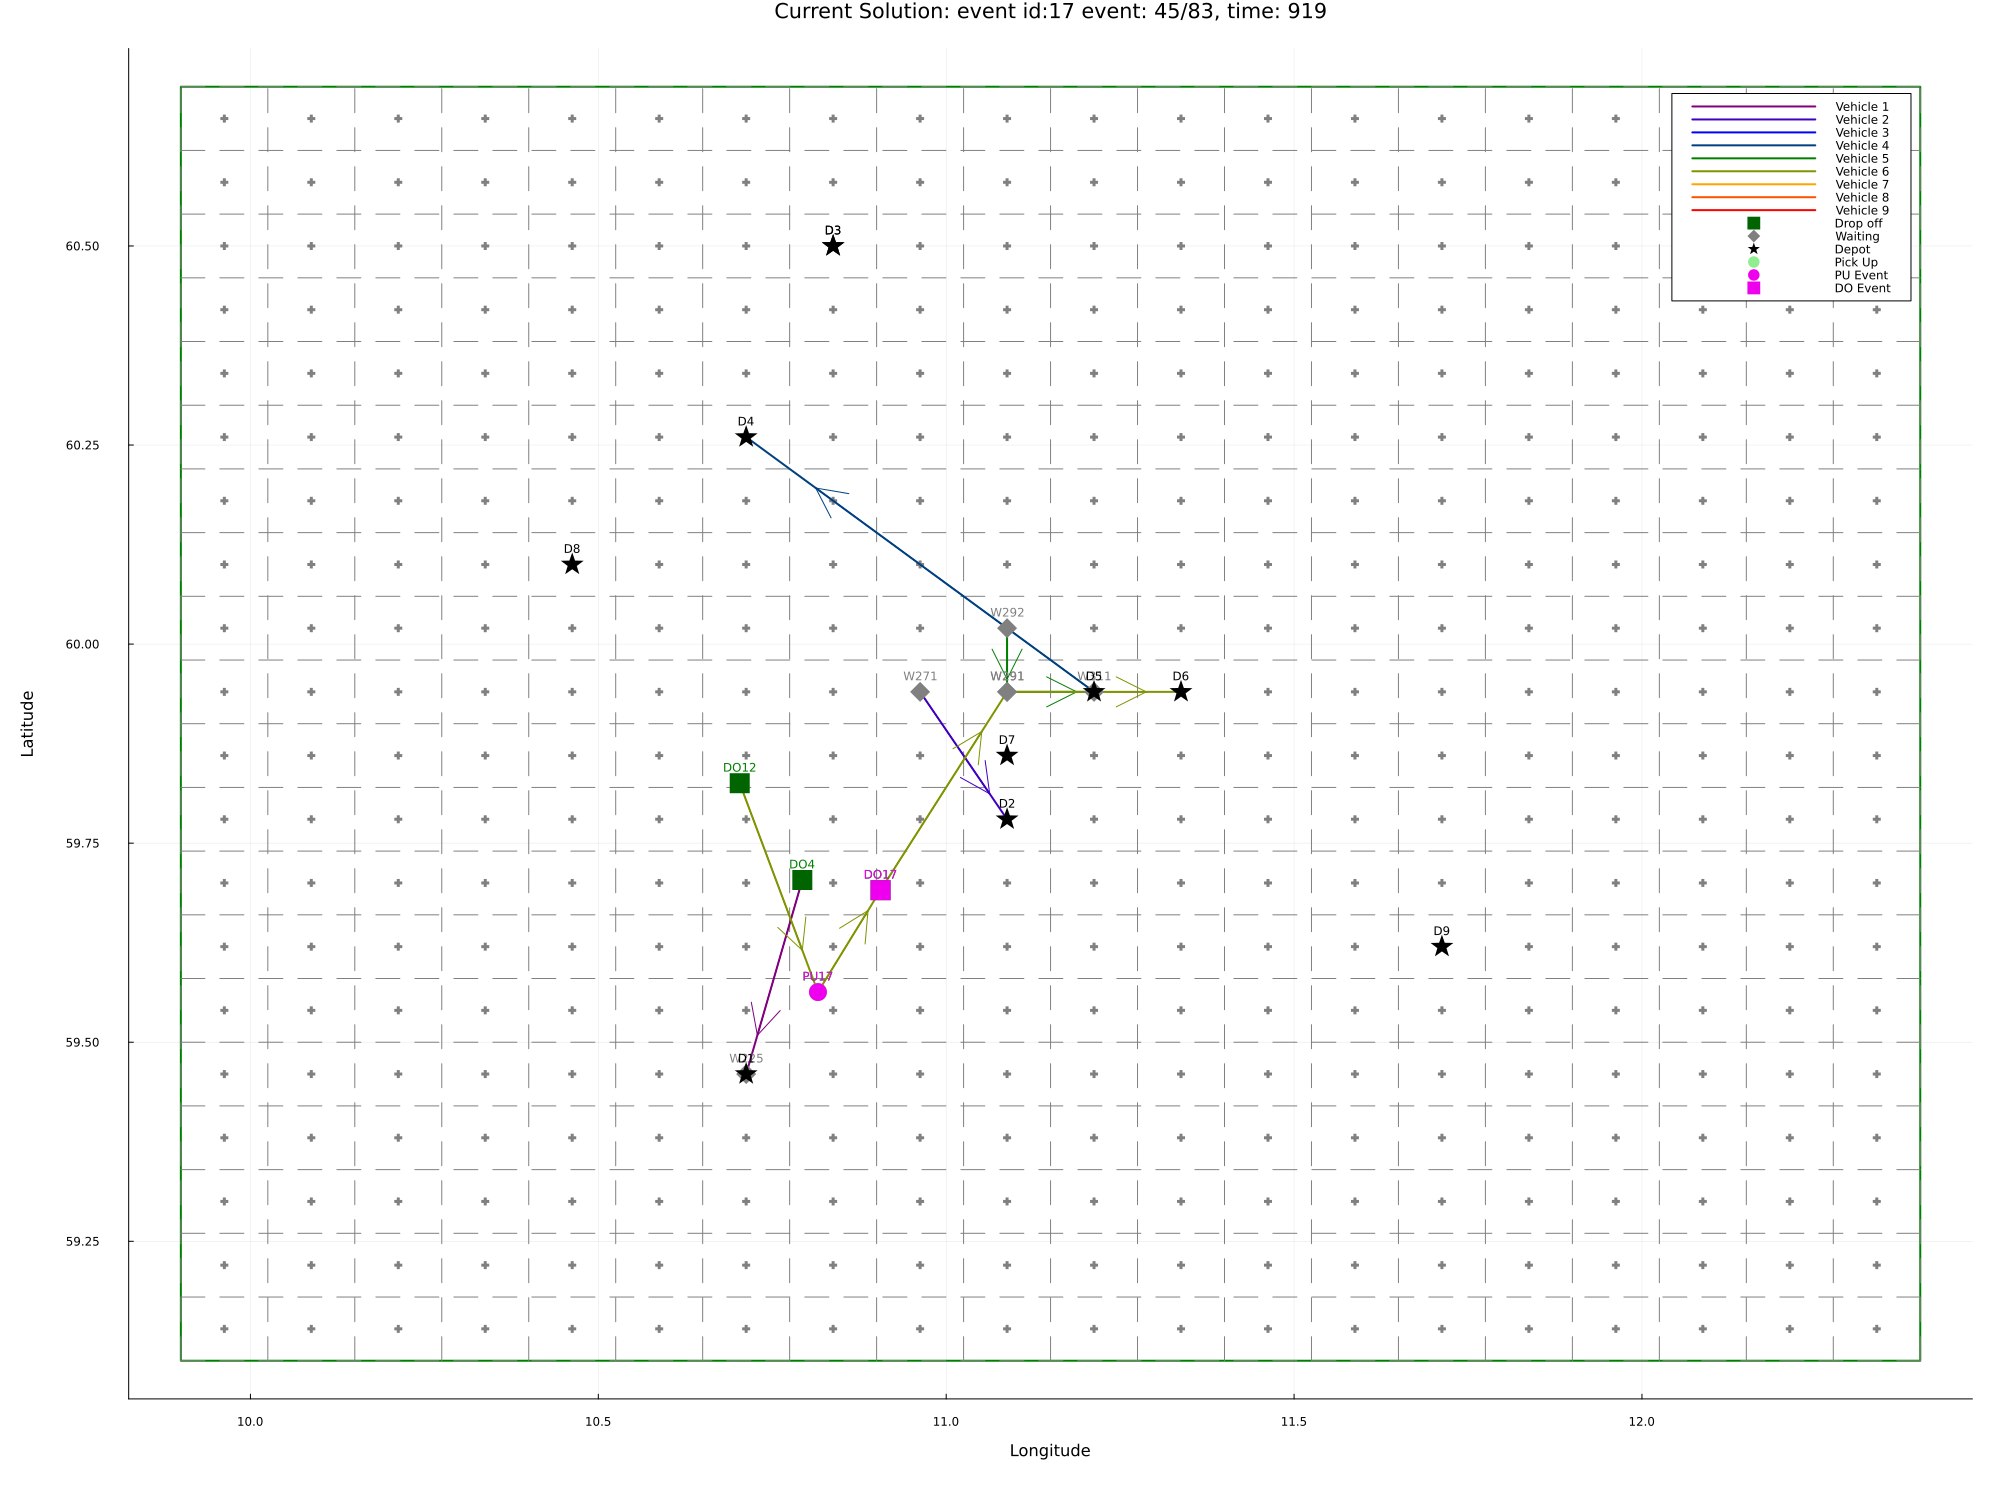 Current Solution: event id:17 event: 45/83, time: 919
Vehicle 1
Vehicle 2
Vehicle 3
Vehicle 4
Vehicle 5
Vehicle 6
Vehicle 7
Vehicle 8
Vehicle 9
Drop off
Waiting
Depot
Pick Up
PU Event
DO Event
D3
60.50
D4
60.25
D8
W292
60.00
W271
W291
D5
D6
D7
DO12
D2
59.75
DO4
DO17
D9
PU17
59.50
D1
59.25
10.0
10.5
11.0
11.5
12.0
Latitude
Longitude